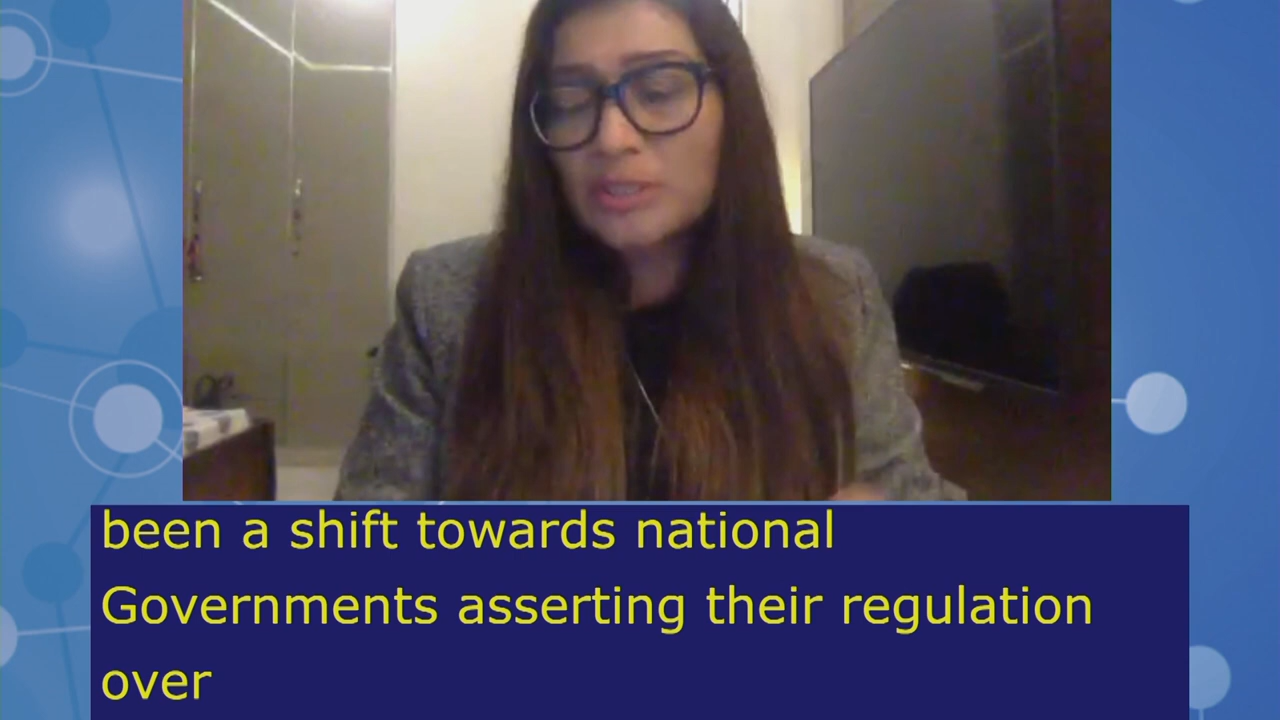 been a shift towards national
Governments asserting their regulation
over